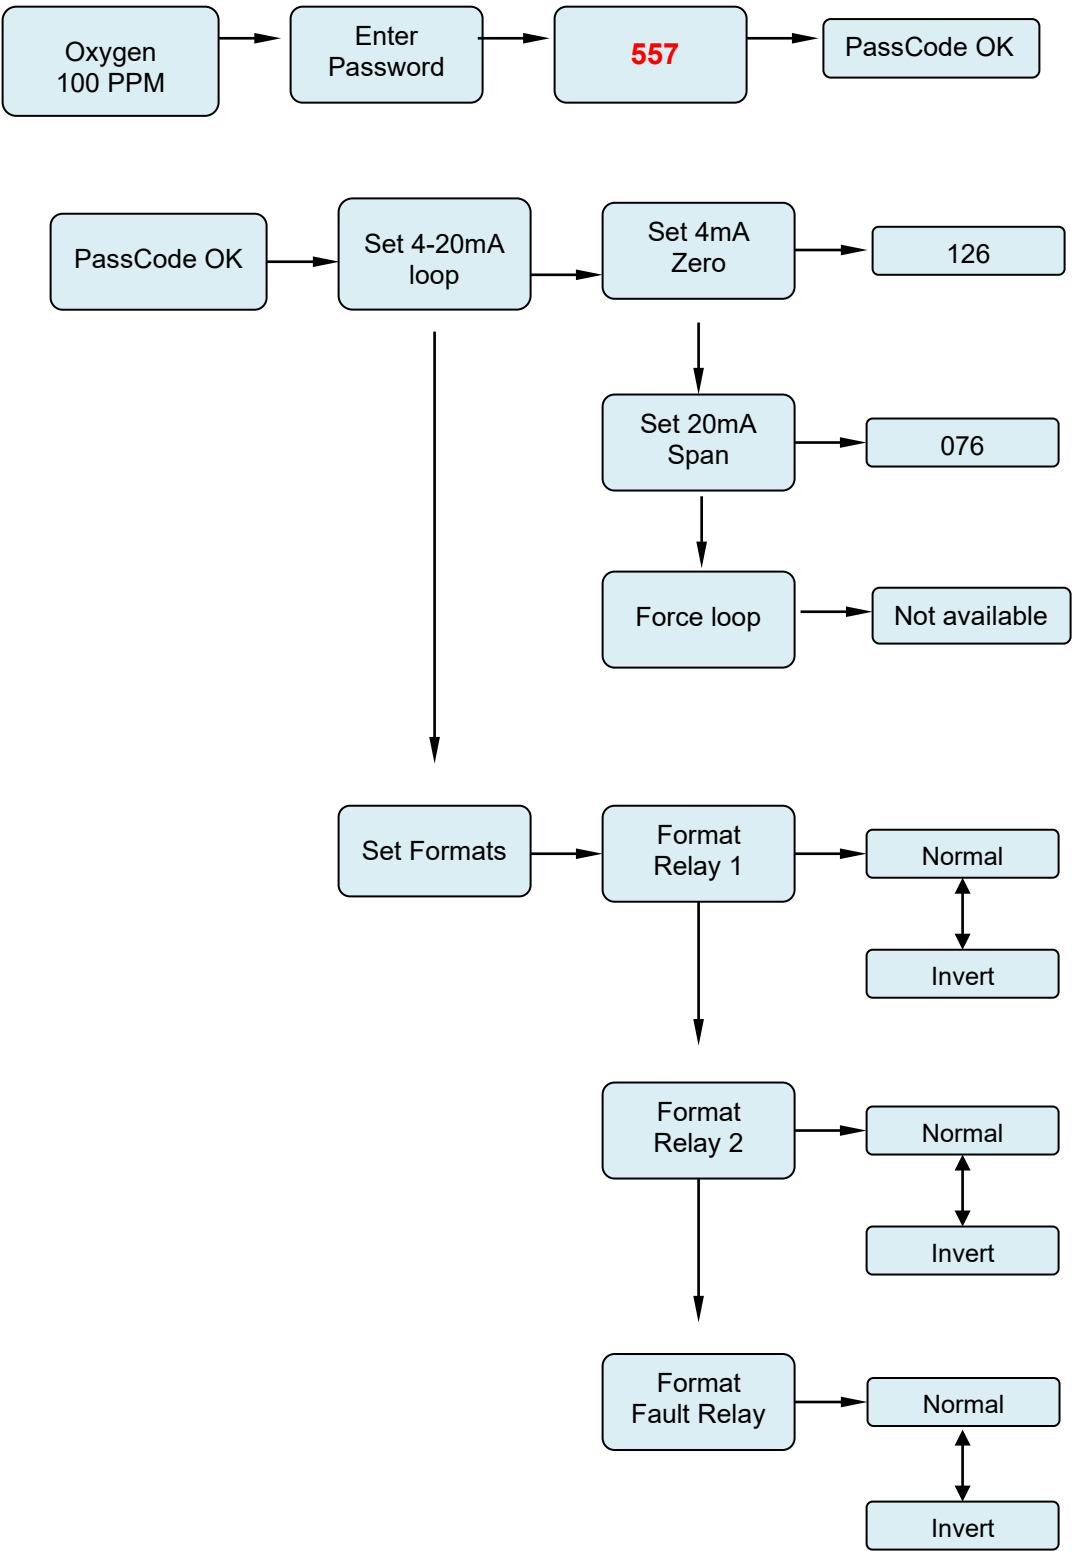 Oxygen
100 PPM
Enter
Password
557
PassCode OK
PassCode OK
Set 4-20mA
loop
Set 4mA
Zero
126
Set 20mA
Span
076
Force loop
Not available
Set Formats
Format
Relay 1
Normal
Invert
Format
Relay 2
Normal
Invert
Format
Fault Relay
Normal
Invert